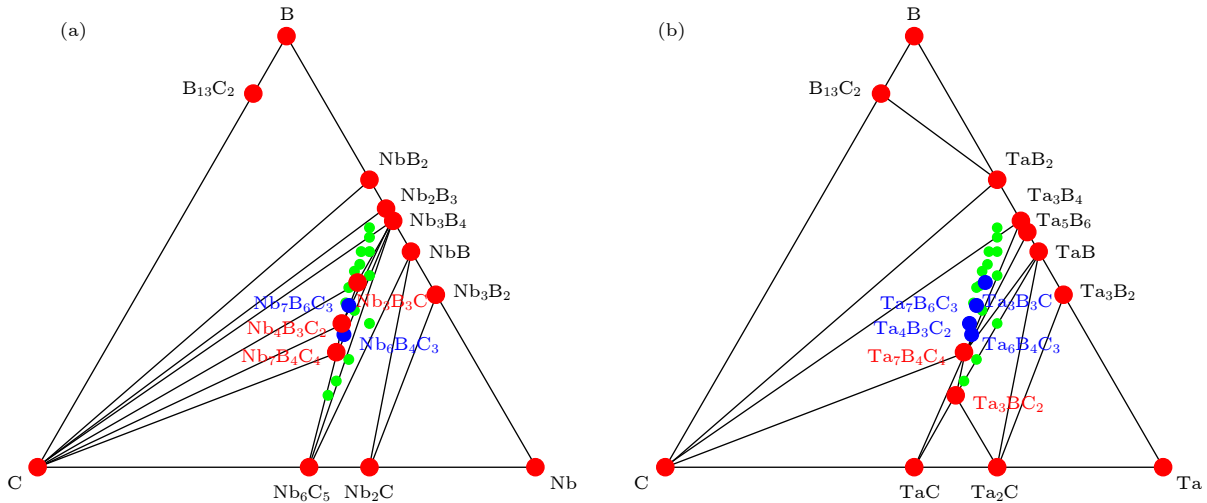 (a)
B
B₁₃C₂
NbB₂
Nb₂B₃
Nb₃B₄
NbB
Nb₃B₂
Nb₇B₆C₃
Nb₃B₃C
Nb₄B₃C₂
Nb₆B₄C₃
Nb₇B₄C₄
C
Nb₆C₅
Nb₂C
Nb
(b)
B
B₁₃C₂
TaB₂
Ta₃B₄
Ta₅B₆
TaB
Ta₃B₂
Ta₇B₆C₃
Ta₃B₃C
Ta₄B₃C₂
Ta₆B₄C₃
Ta₇B₄C₄
Ta₃BC₂
C
TaC
Ta₂C
Ta